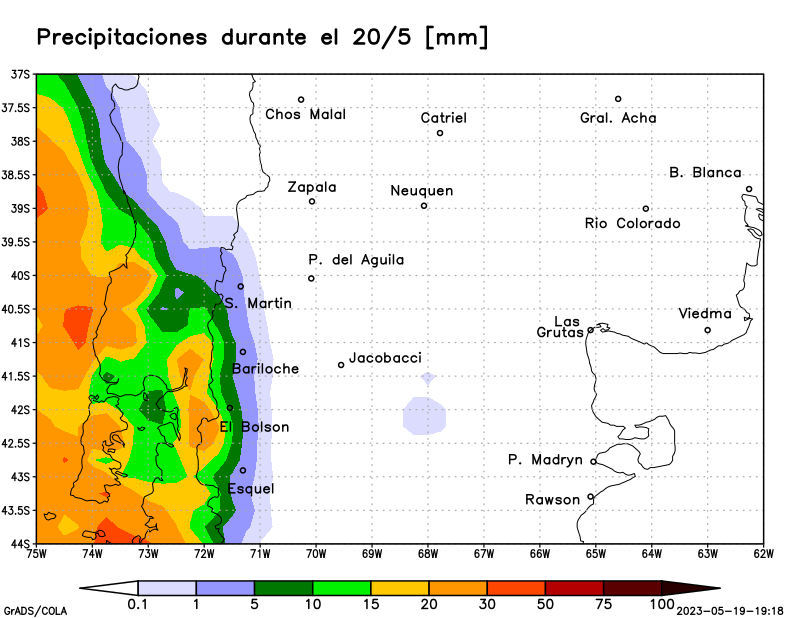 Precipitaciones durante el 20/5 [mm]
37S
37.5S
38S
38.5S
39S
39.5S
40S
40.5S
41S
41.5S
42S
42.5S
43S
43.5S
44S
Chos Malal
Catriel
Gral. Acha
B. Blanca
Zapala
Neuquen
Rio Colorado
P. del Aguila
S. Martin
Viedma
Las
Grutas
Jacobacci
Bariloche
El Bolson
P. Madryn
Esquel
Rawson
75W 74W 73W 72W 71W 70W 69W 68W 67W 66W 65W 64W 63W 62W
0.1 1 5 10 15 20 30 50 75 100
GrADS/COLA
2023-05-19-19:18